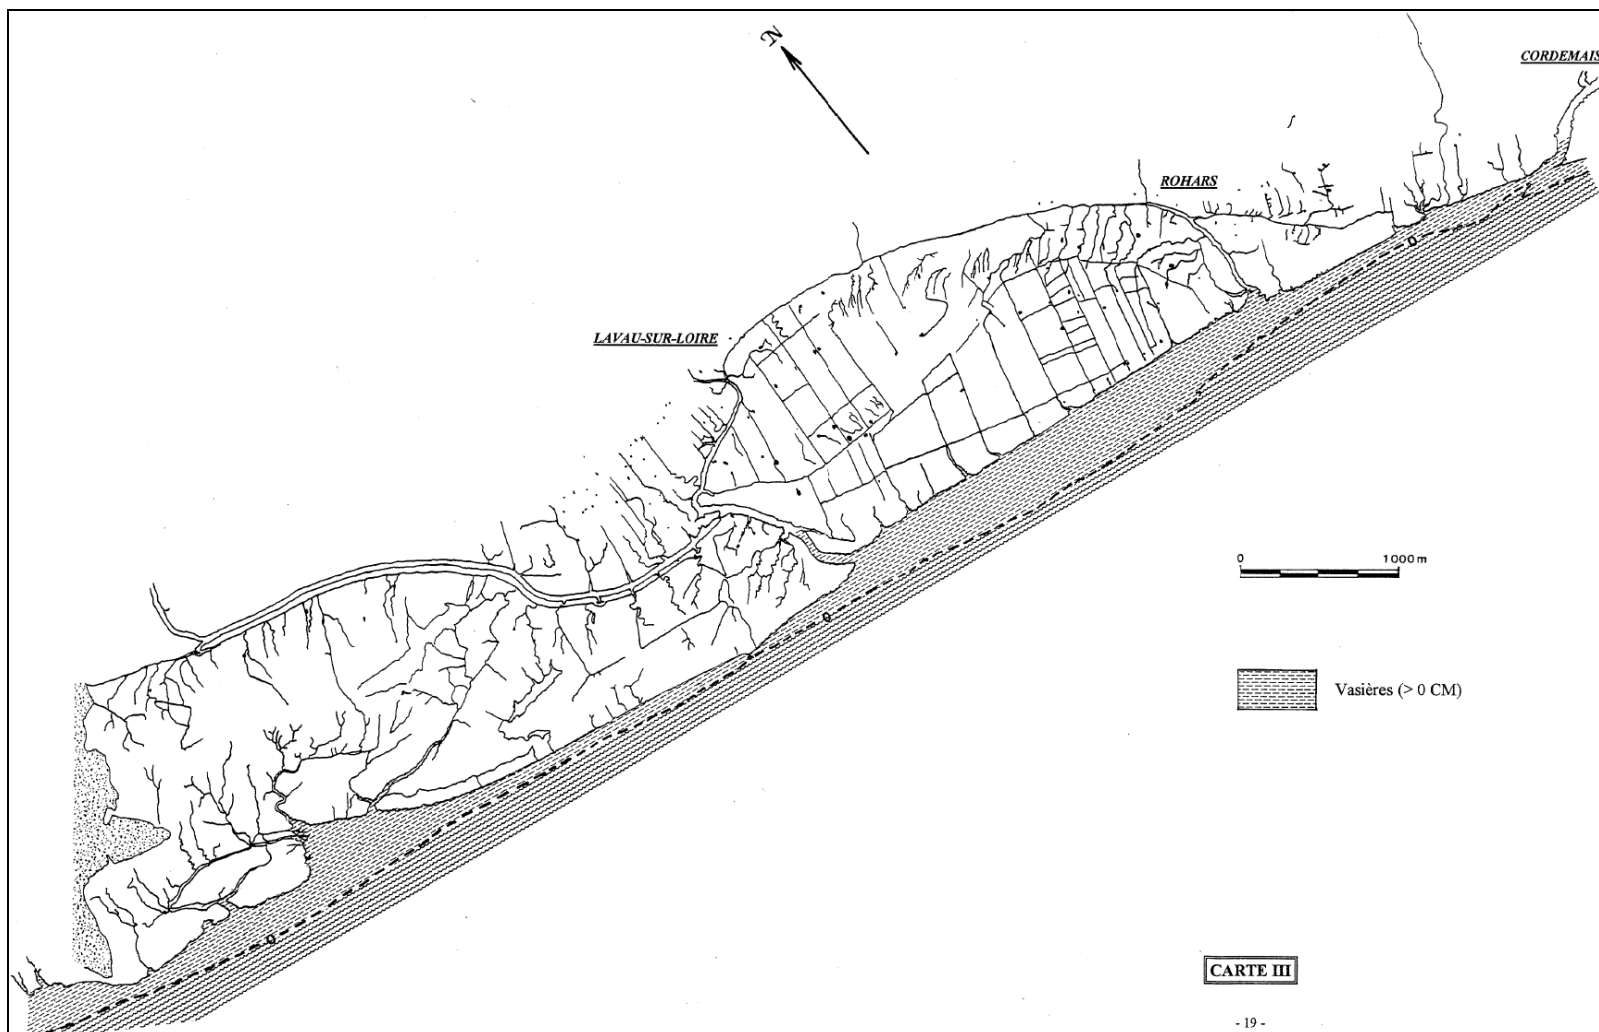 N
CORDEMAIS
ROHARS
0
LAVAU-SUR-LOIRE
0 1000 m
0
Vasières (> 0 CM)
0
CARTE III
- 19 -